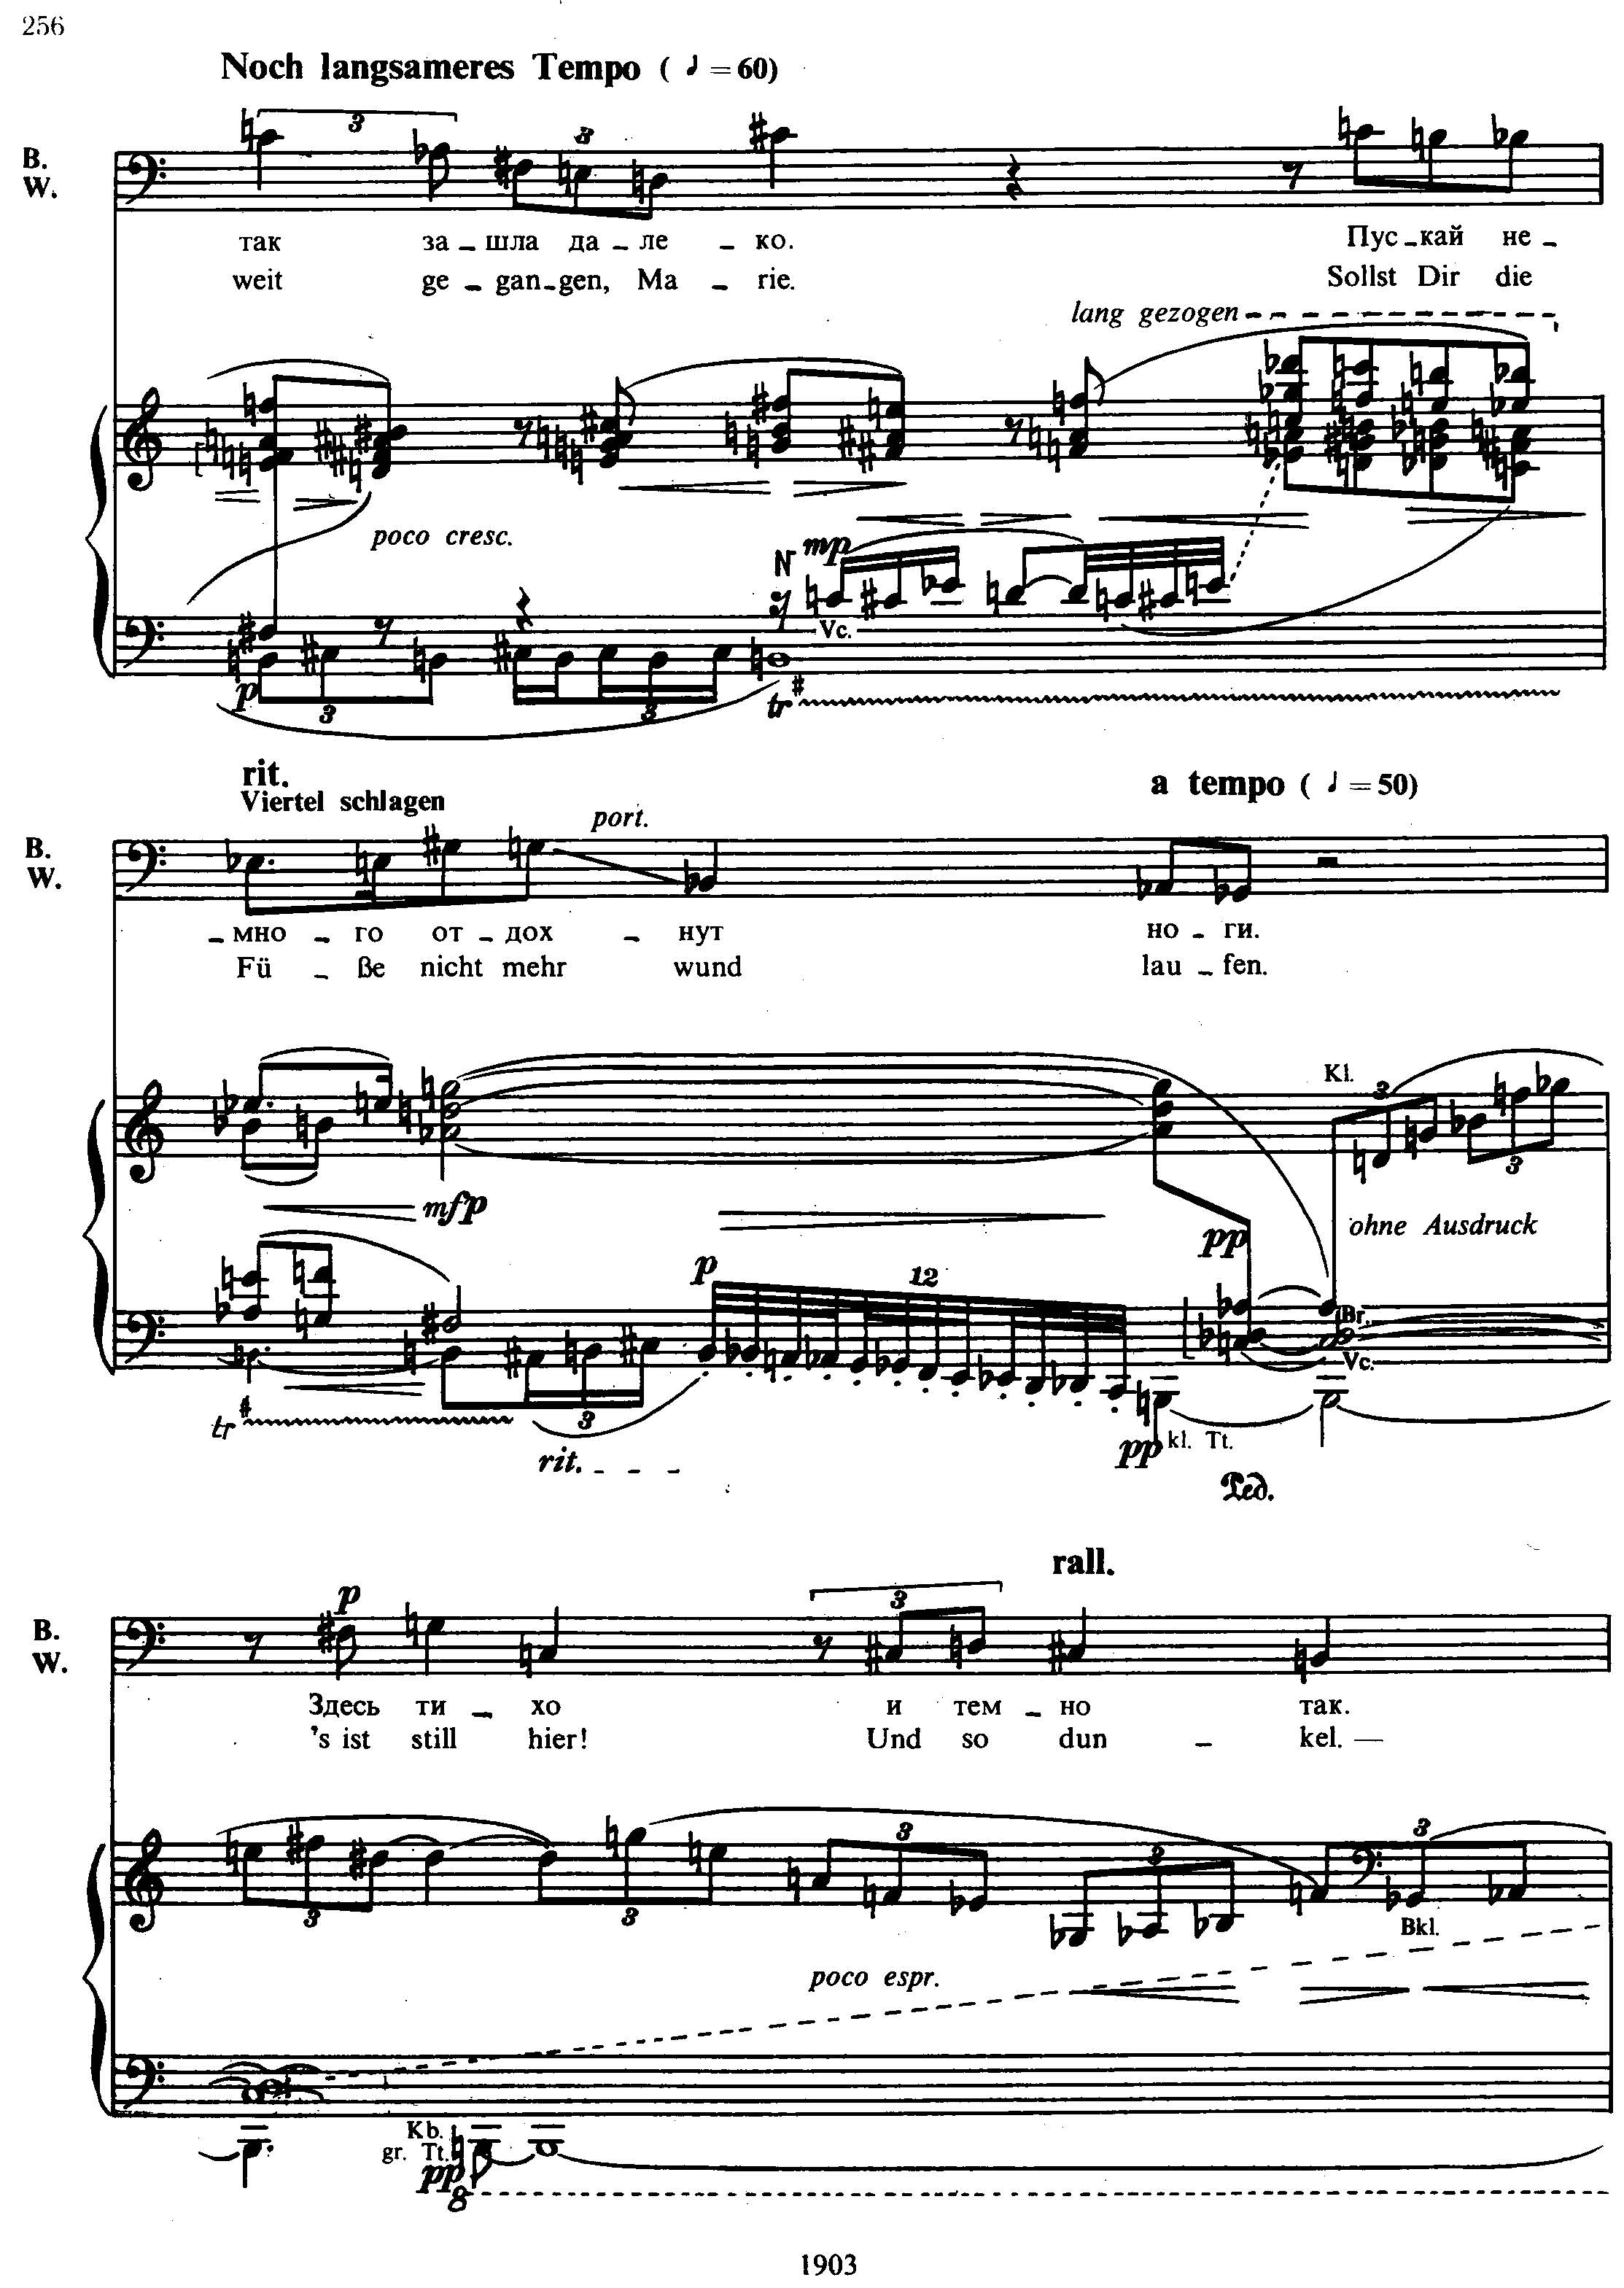 256
Noch langsameres Tempo ( ♩ = 60)
3
3
B.
W.
так за – шла да – ле – ко. Пус – кай не –
weit ge – gan – gen, Ma – rie. Sollst Dir die
lang gezogen
poco cresc.
mp
N
Vc.
p
3
3
tr
rit.
Viertel schlagen
port.
a tempo ( ♩ = 50)
B.
W.
– мно – го от – дох – нут но – ги.
Fü – ße nicht mehr wund lau – fen.
Kl.
3
3
mfp
pp
ohne Ausdruck
p
12
Br.
Vc.
tr
3
rit.
pp
kl. Tt.
Ped.
rall.
p
3
B.
W.
Здесь ти – хо и тем – но так.
's ist still hier! Und so dun – kel. —
3
3
3
3
3
Bkl.
poco espr.
Kb.
gr. Tt.
pp
8
1903